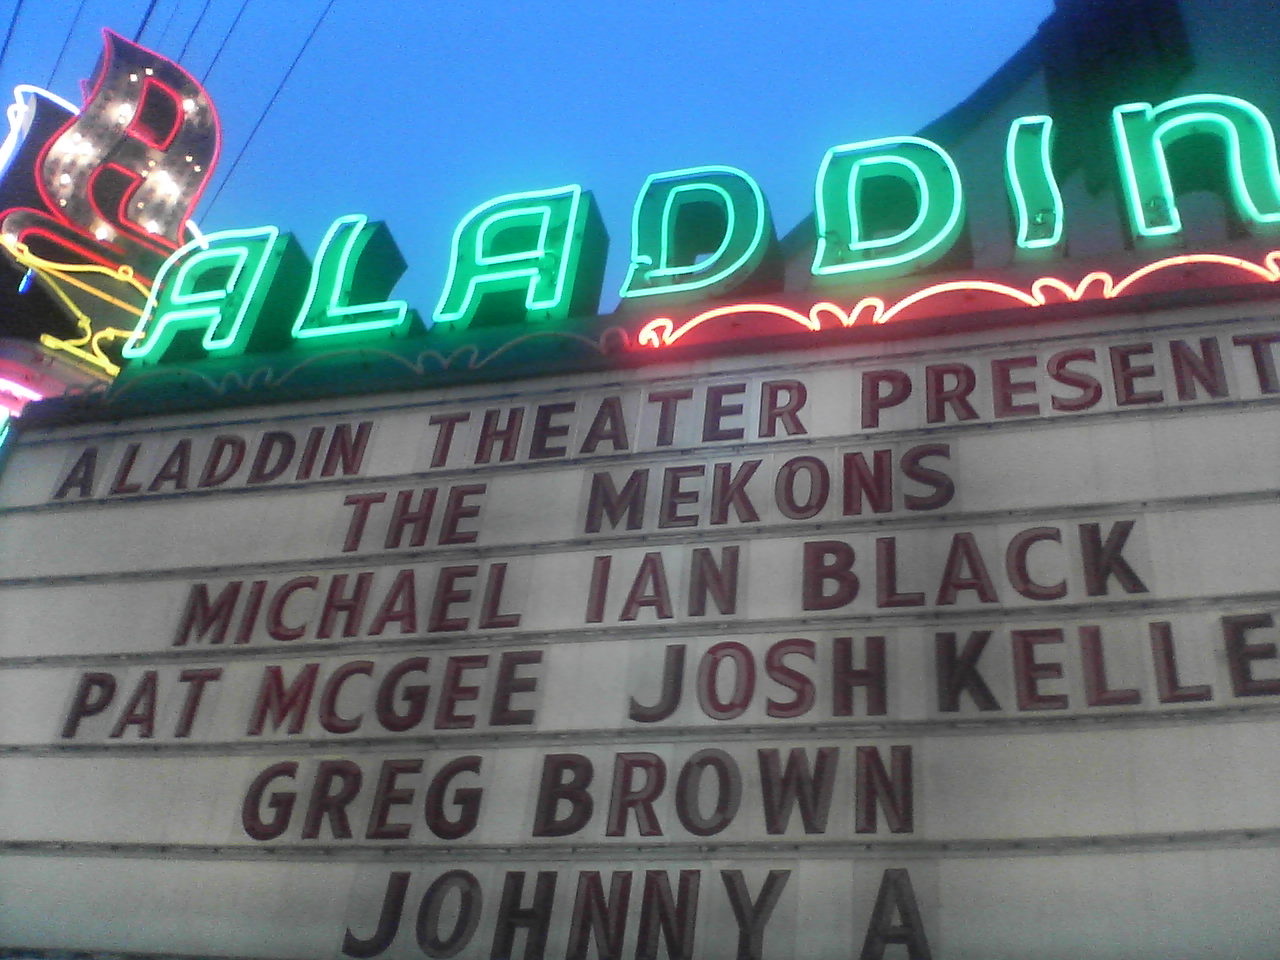 ALADDIN
ALADDIN THEATER PRESENT
THE MEKONS
MICHAEL IAN BLACK
PAT MCGEE JOSH KELLE
GREG BROWN
JOHNNY A